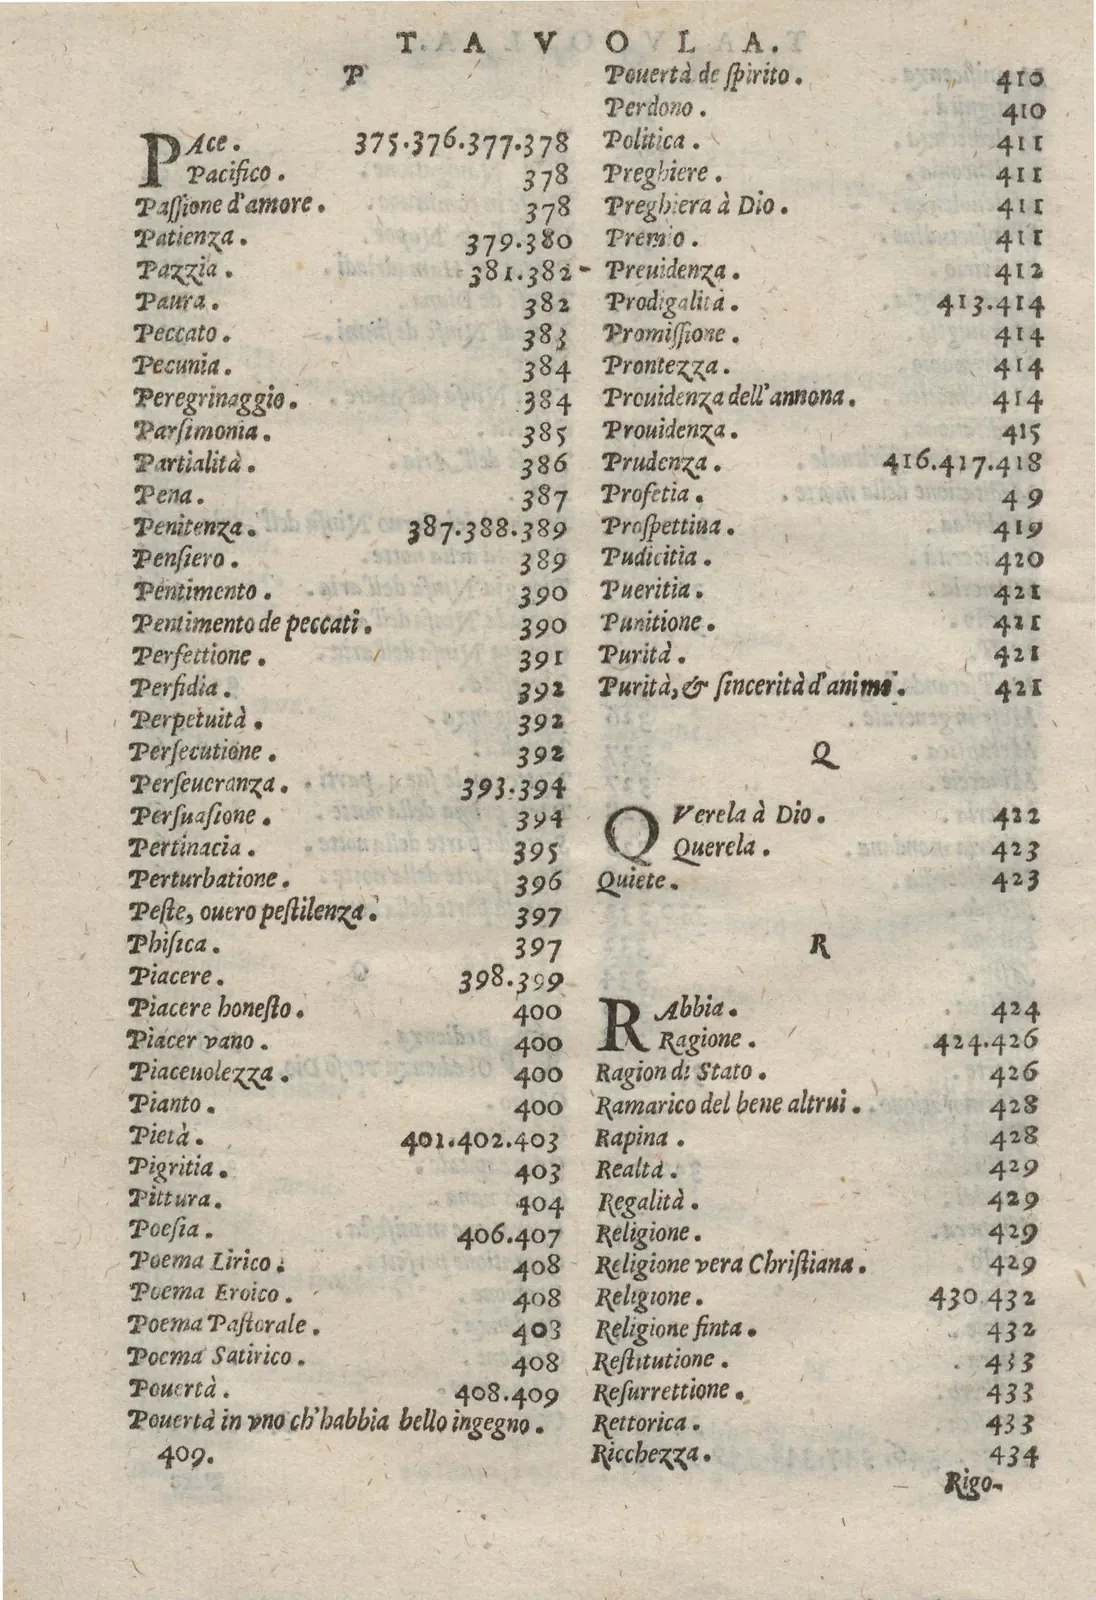 TAVOLA.
P
PAce. 375.376.377.378
Pacifico. 378
Paſſione d'amore. 378
Patienza. 379.380
Pazzia. 381.382
Paura. 382
Peccato. 383
Pecunia. 384
Peregrinaggio. 384
Parſimonia. 385
Partialità. 386
Pena. 387
Penitenza. 387.388.389
Penſiero. 389
Pentimento. 390
Pentimento de peccati. 390
Perfettione. 391
Perfidia. 392
Perpetuità. 392
Perſecutione. 392
Perſeueranza. 393.394
Perſuaſione. 394
Pertinacia. 395
Perturbatione. 396
Peſte, ouero peſtilenza. 397
Phiſica. 397
Piacere. 398.399
Piacere honeſto. 400
Piacer vano. 400
Piaceuolezza. 400
Pianto. 400
Pietà. 401.402.403
Pigritia. 403
Pittura. 404
Poeſia. 406.407
Poema Lirico. 408
Poema Eroico. 408
Poema Paſtorale. 408
Poema Satirico. 408
Pouertà. 408.409
Pouertà in vno ch'habbia bello ingegno.
409.
Pouertà de ſpirito. 410
Perdono. 410
Politica. 411
Preghiere. 411
Preghiera à Dio. 411
Premio. 411
Preuidenza. 412
Prodigalità. 413.414
Promiſſione. 414
Prontezza. 414
Prouidenza dell'annona. 414
Prouidenza. 415
Prudenza. 416.417.418
Profetia. 4 9
Proſpettiua. 419
Pudicitia. 420
Pueritia. 421
Punitione. 421
Purità. 421
Purità, & ſincerità d'animo. 421
Q
QVerela à Dio. 422
Querela. 423
Quiete. 423
R
RAbbia. 424
Ragione. 424.426
Ragion di Stato. 426
Ramarico del bene altrui. 428
Rapina. 428
Realtà. 429
Regalità. 429
Religione. 429
Religione vera Chriſtiana. 429
Religione. 430.432
Religione finta. 432
Reſtitutione. 433
Reſurrettione. 433
Rettorica. 433
Ricchezza. 434
Rigo-